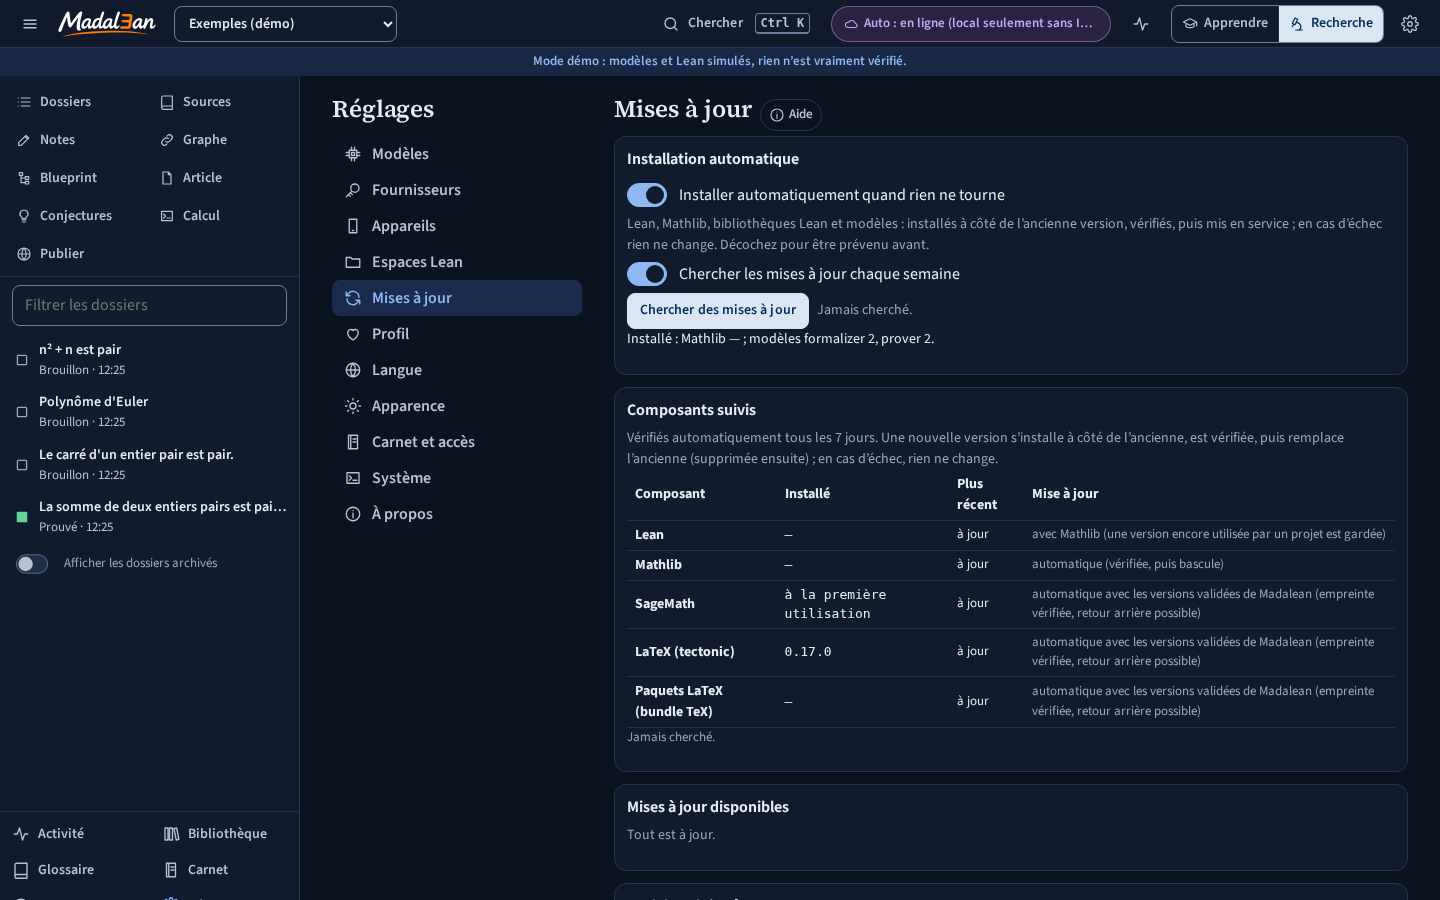 Madal3an
Exemples (démo)
Chercher
Ctrl K
Auto : en ligne (local seulement sans I…
Apprendre
Recherche
Mode démo : modèles et Lean simulés, rien n’est vraiment vérifié.
Dossiers
Sources
Notes
Graphe
Blueprint
Article
Conjectures
Calcul
Publier
Filtrer les dossiers
n² + n est pair
Brouillon · 12:25
Polynôme d'Euler
Brouillon · 12:25
Le carré d'un entier pair est pair.
Brouillon · 12:25
La somme de deux entiers pairs est pai…
Prouvé · 12:25
Afficher les dossiers archivés
Activité
Bibliothèque
Glossaire
Carnet
Réglages
Modèles
Fournisseurs
Appareils
Espaces Lean
Mises à jour
Profil
Langue
Apparence
Carnet et accès
Système
À propos
Mises à jour
Aide
Installation automatique
Installer automatiquement quand rien ne tourne
Lean, Mathlib, bibliothèques Lean et modèles : installés à côté de l’ancienne version, vérifiés, puis mis en service ; en cas d’échec
rien ne change. Décochez pour être prévenu avant.
Chercher les mises à jour chaque semaine
Chercher des mises à jour
Jamais cherché.
Installé : Mathlib — ; modèles formalizer 2, prover 2.
Composants suivis
Vérifiés automatiquement tous les 7 jours. Une nouvelle version s’installe à côté de l’ancienne, est vérifiée, puis remplace
l’ancienne (supprimée ensuite) ; en cas d’échec, rien ne change.
Composant
Installé
Plus
récent
Mise à jour
Lean
—
à jour
avec Mathlib (une version encore utilisée par un projet est gardée)
Mathlib
—
à jour
automatique (vérifiée, puis bascule)
SageMath
à la première
utilisation
à jour
automatique avec les versions validées de Madalean (empreinte
vérifiée, retour arrière possible)
LaTeX (tectonic)
0.17.0
à jour
automatique avec les versions validées de Madalean (empreinte
vérifiée, retour arrière possible)
Paquets LaTeX
(bundle TeX)
—
à jour
automatique avec les versions validées de Madalean (empreinte
vérifiée, retour arrière possible)
Jamais cherché.
Mises à jour disponibles
Tout est à jour.